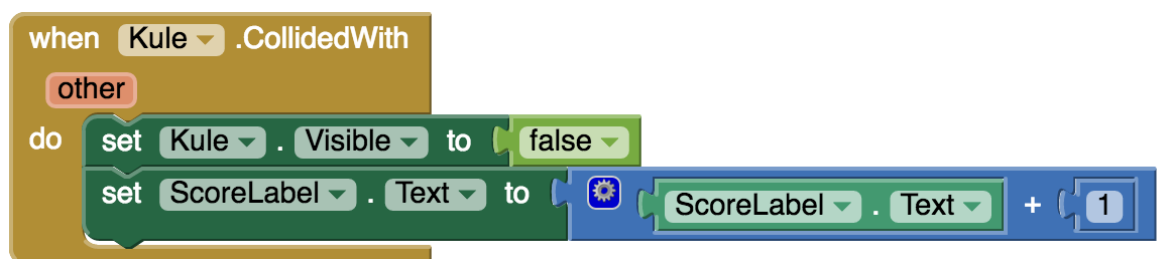 when Kule .CollidedWith
other
do set Kule . Visible to false
set ScoreLabel . Text to ScoreLabel . Text + 1